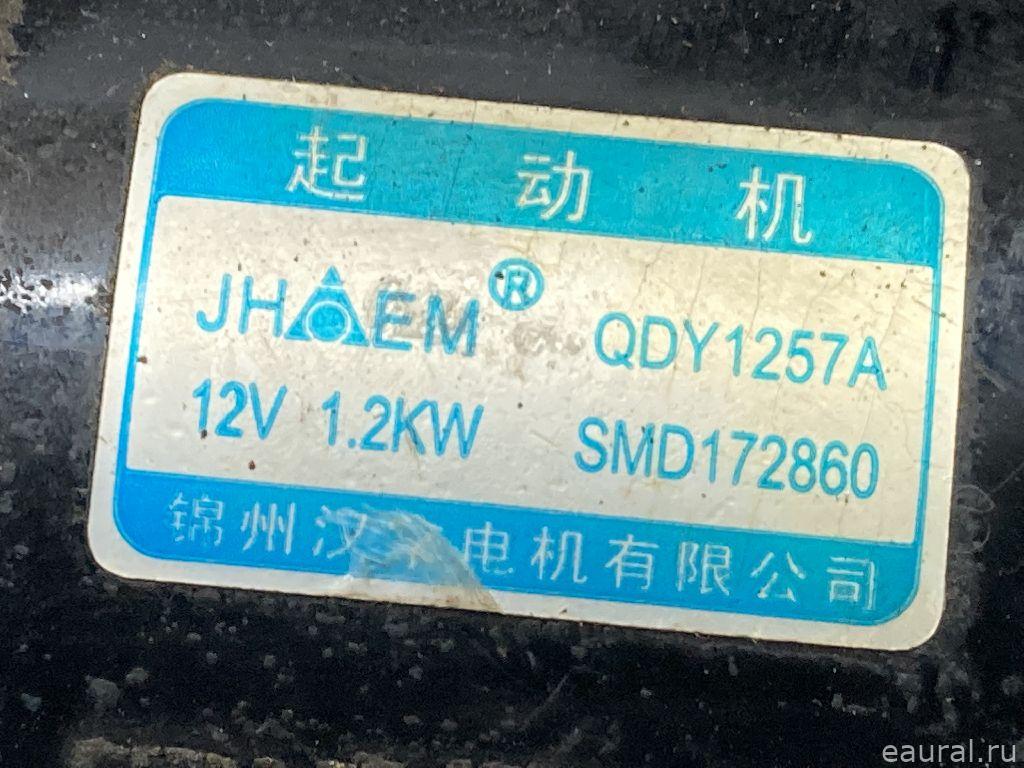 起动机
JHAEM® QDY1257A
12V 1.2KW SMD172860
锦州汉 电机有限公司
eaural.ru